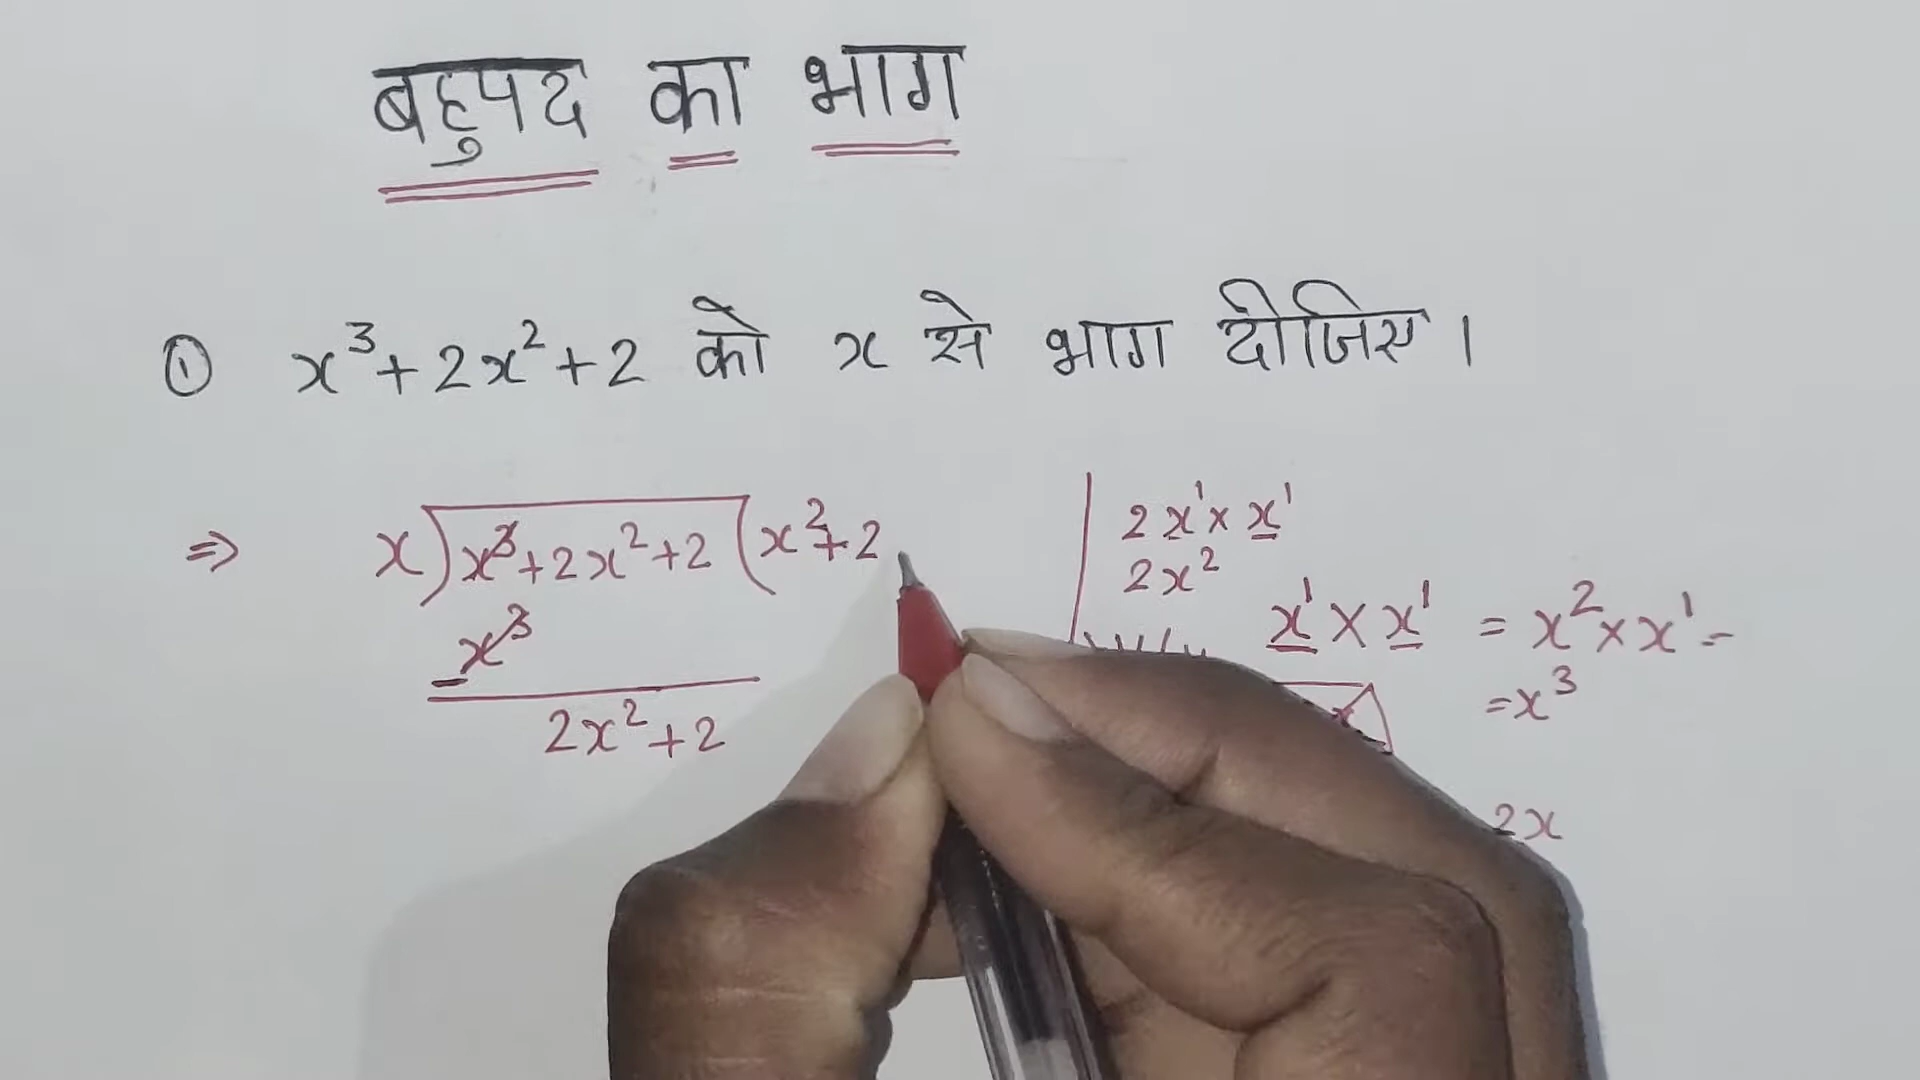 बहुपद का भाग
① x³+2x²+2 को x से भाग दीजिए।
⇒ x)x³+2x²+2(x²+2
x³
2x²+2
2x¹× x¹
2x²
x¹ × x¹ = x² × x¹ =
= x³
2x